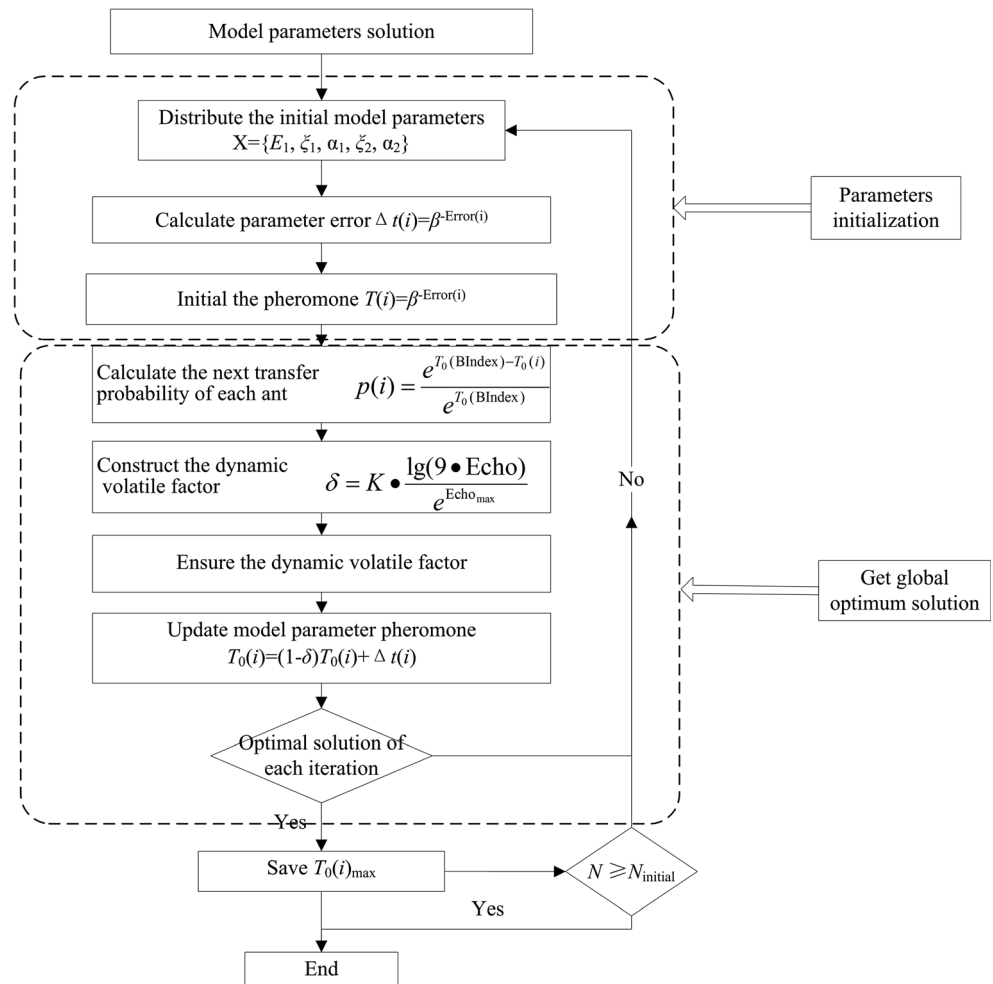 Model parameters solution
Distribute the initial model parameters
X={E₁, ξ₁, α₁, ξ₂, α₂}
Calculate parameter error Δ t(i)=β^-Error(i)
Parameters
initialization
Initial the pheromone T(i)=β^-Error(i)
Calculate the next transfer
probability of each ant
p(i) = e^(T₀(BIndex)−T₀(i)) / e^(T₀(BIndex))
Construct the dynamic
volatile factor
δ = K • lg(9 • Echo) / e^(Echo_max)
No
Ensure the dynamic volatile factor
Get global
optimum solution
Update model parameter pheromone
T₀(i)=(1-δ)T₀(i)+ Δ t(i)
Optimal solution of
each iteration
Yes
Save T₀(i)max
N ⩾ Ninitial
Yes
End